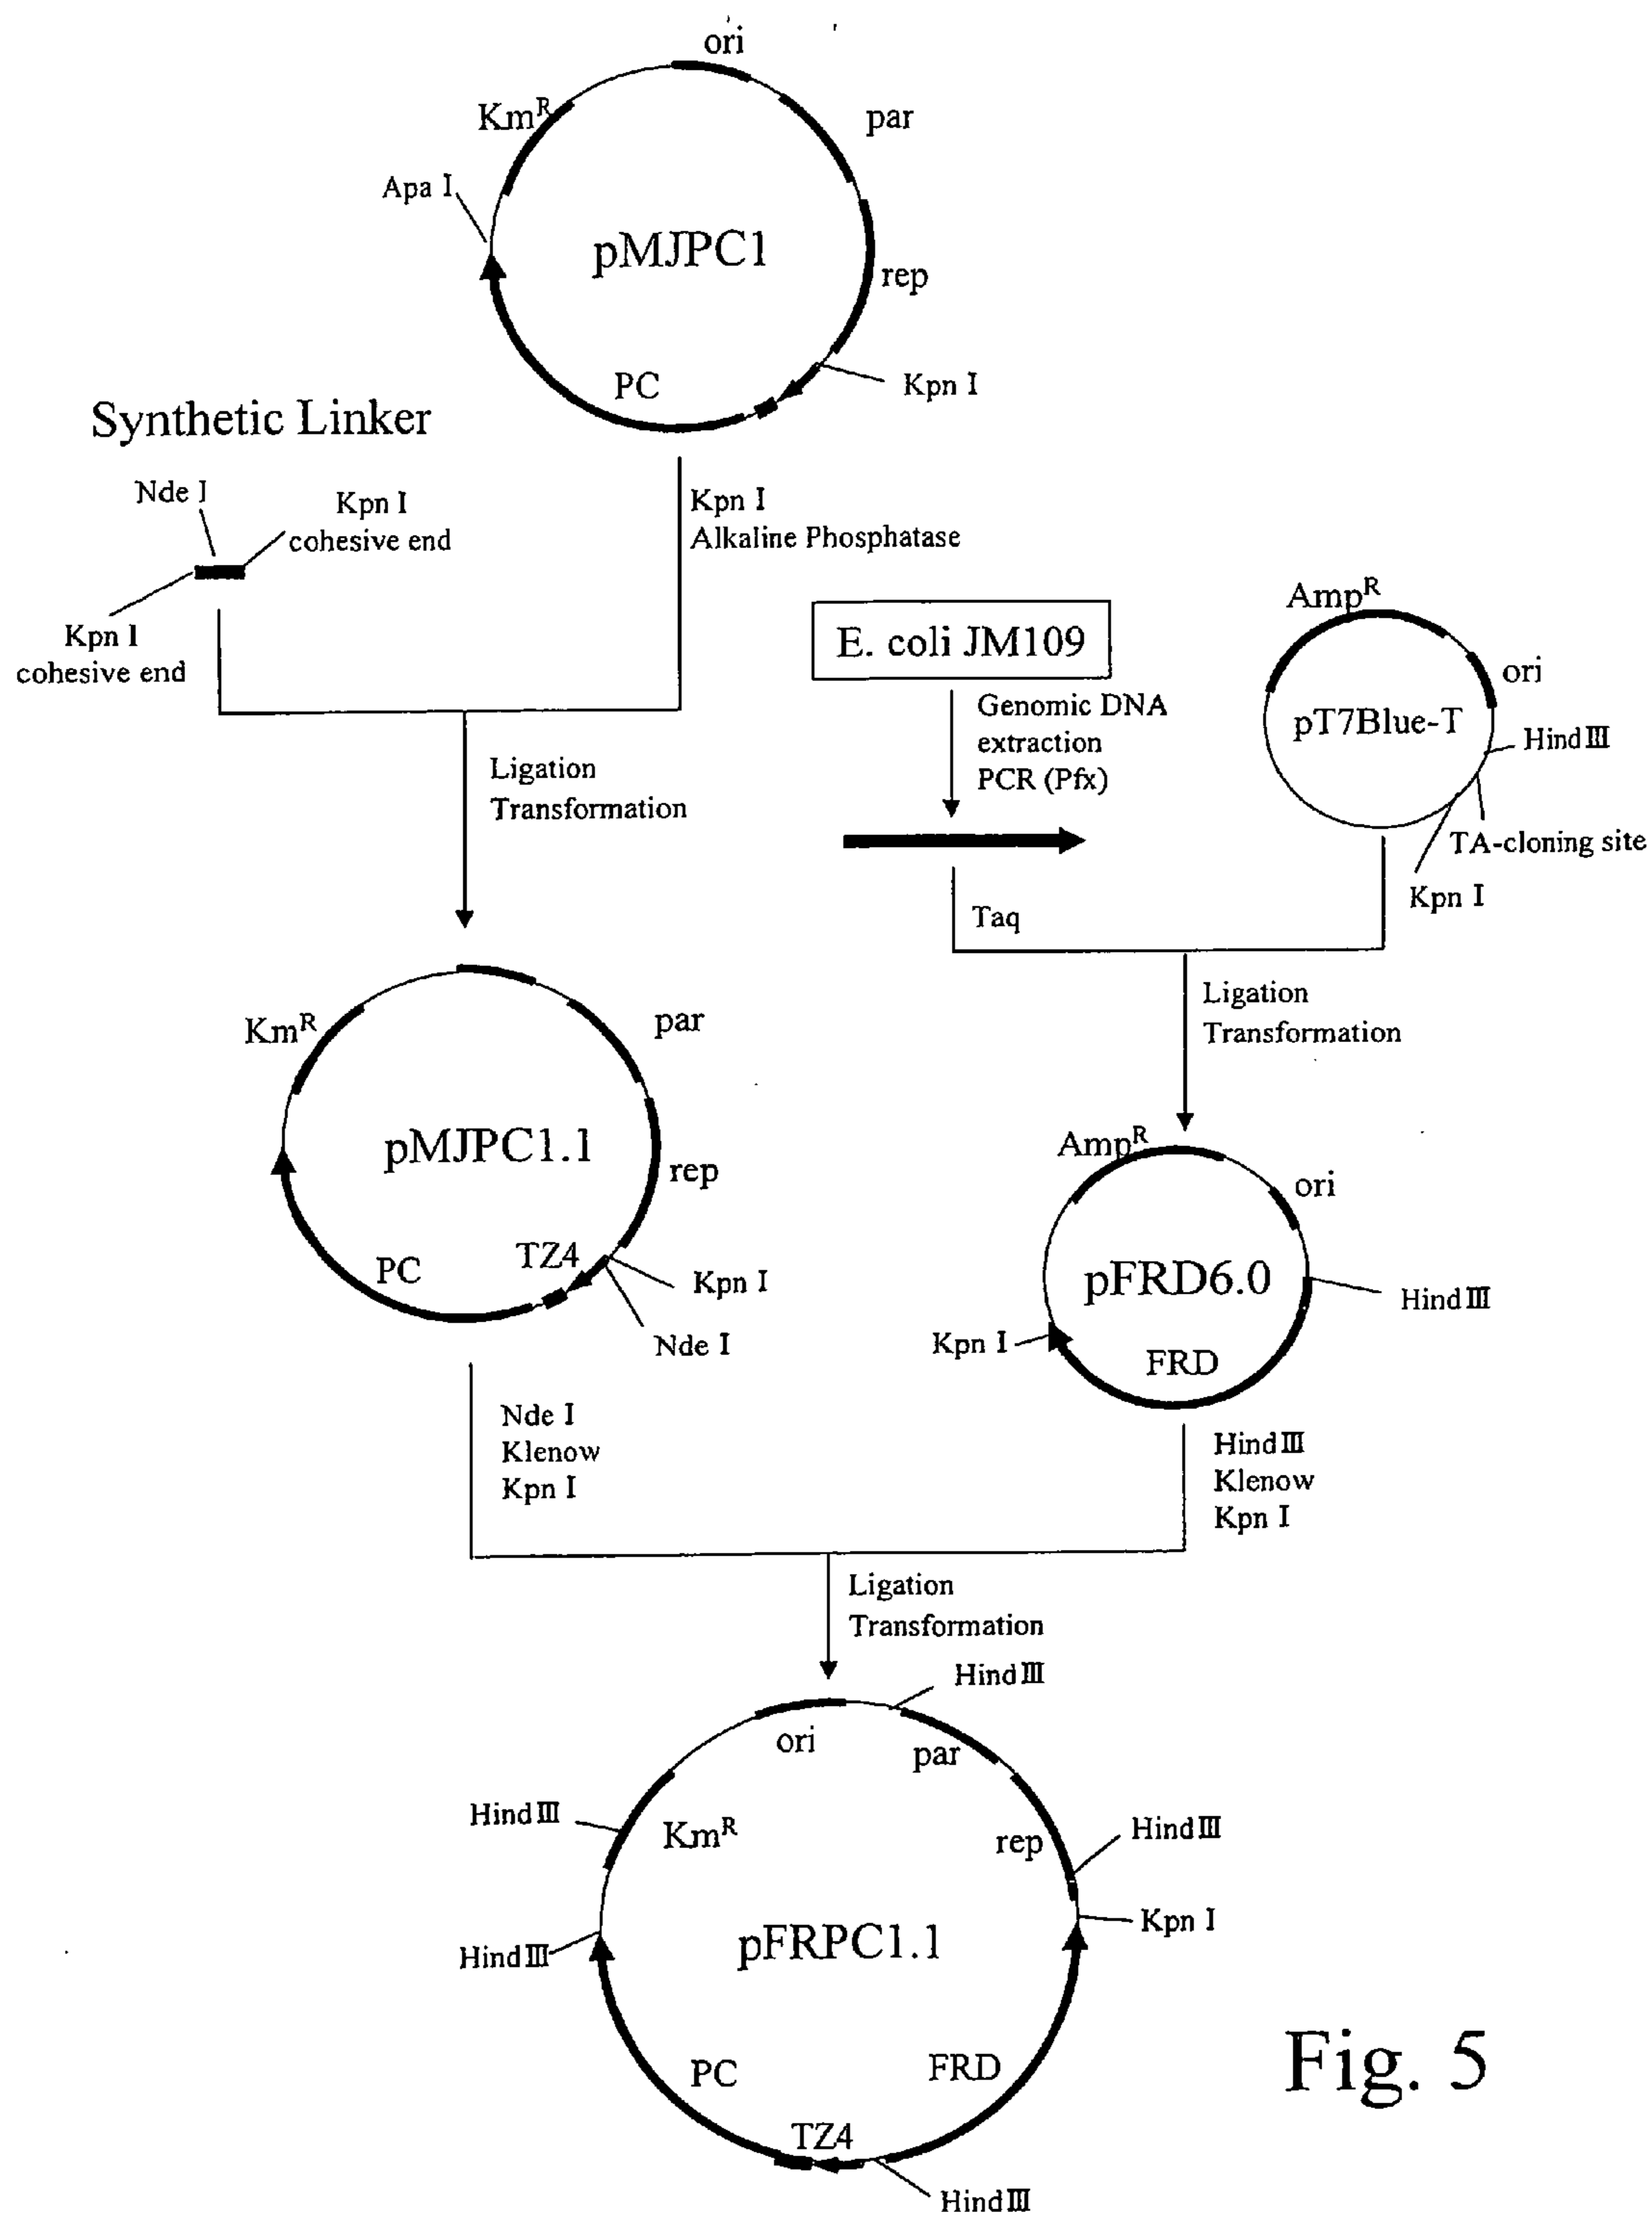 ori
Kmᴿ
par
Apa I
pMJPC1
rep
PC
Kpn I
Synthetic Linker
Nde I
Kpn I
cohesive end
Kpn I
cohesive end
Kpn I
Alkaline Phosphatase
Ligation
Transformation
E. coli JM109
Genomic DNA
extraction
PCR (Pfx)
Taq
Ampᴿ
ori
pT7Blue-T
Hind III
TA-cloning site
Kpn I
Ligation
Transformation
Kmᴿ
par
pMJPC1.1
rep
PC
TZ4
Kpn I
Nde I
Ampᴿ
ori
pFRD6.0
Hind III
Kpn I
FRD
Nde I
Klenow
Kpn I
Hind III
Klenow
Kpn I
Ligation
Transformation
Hind III
ori
par
Hind III
Kmᴿ
rep
Hind III
Kpn I
Hind III
pFRPC1.1
PC
FRD
TZ4
Hind III
Fig. 5